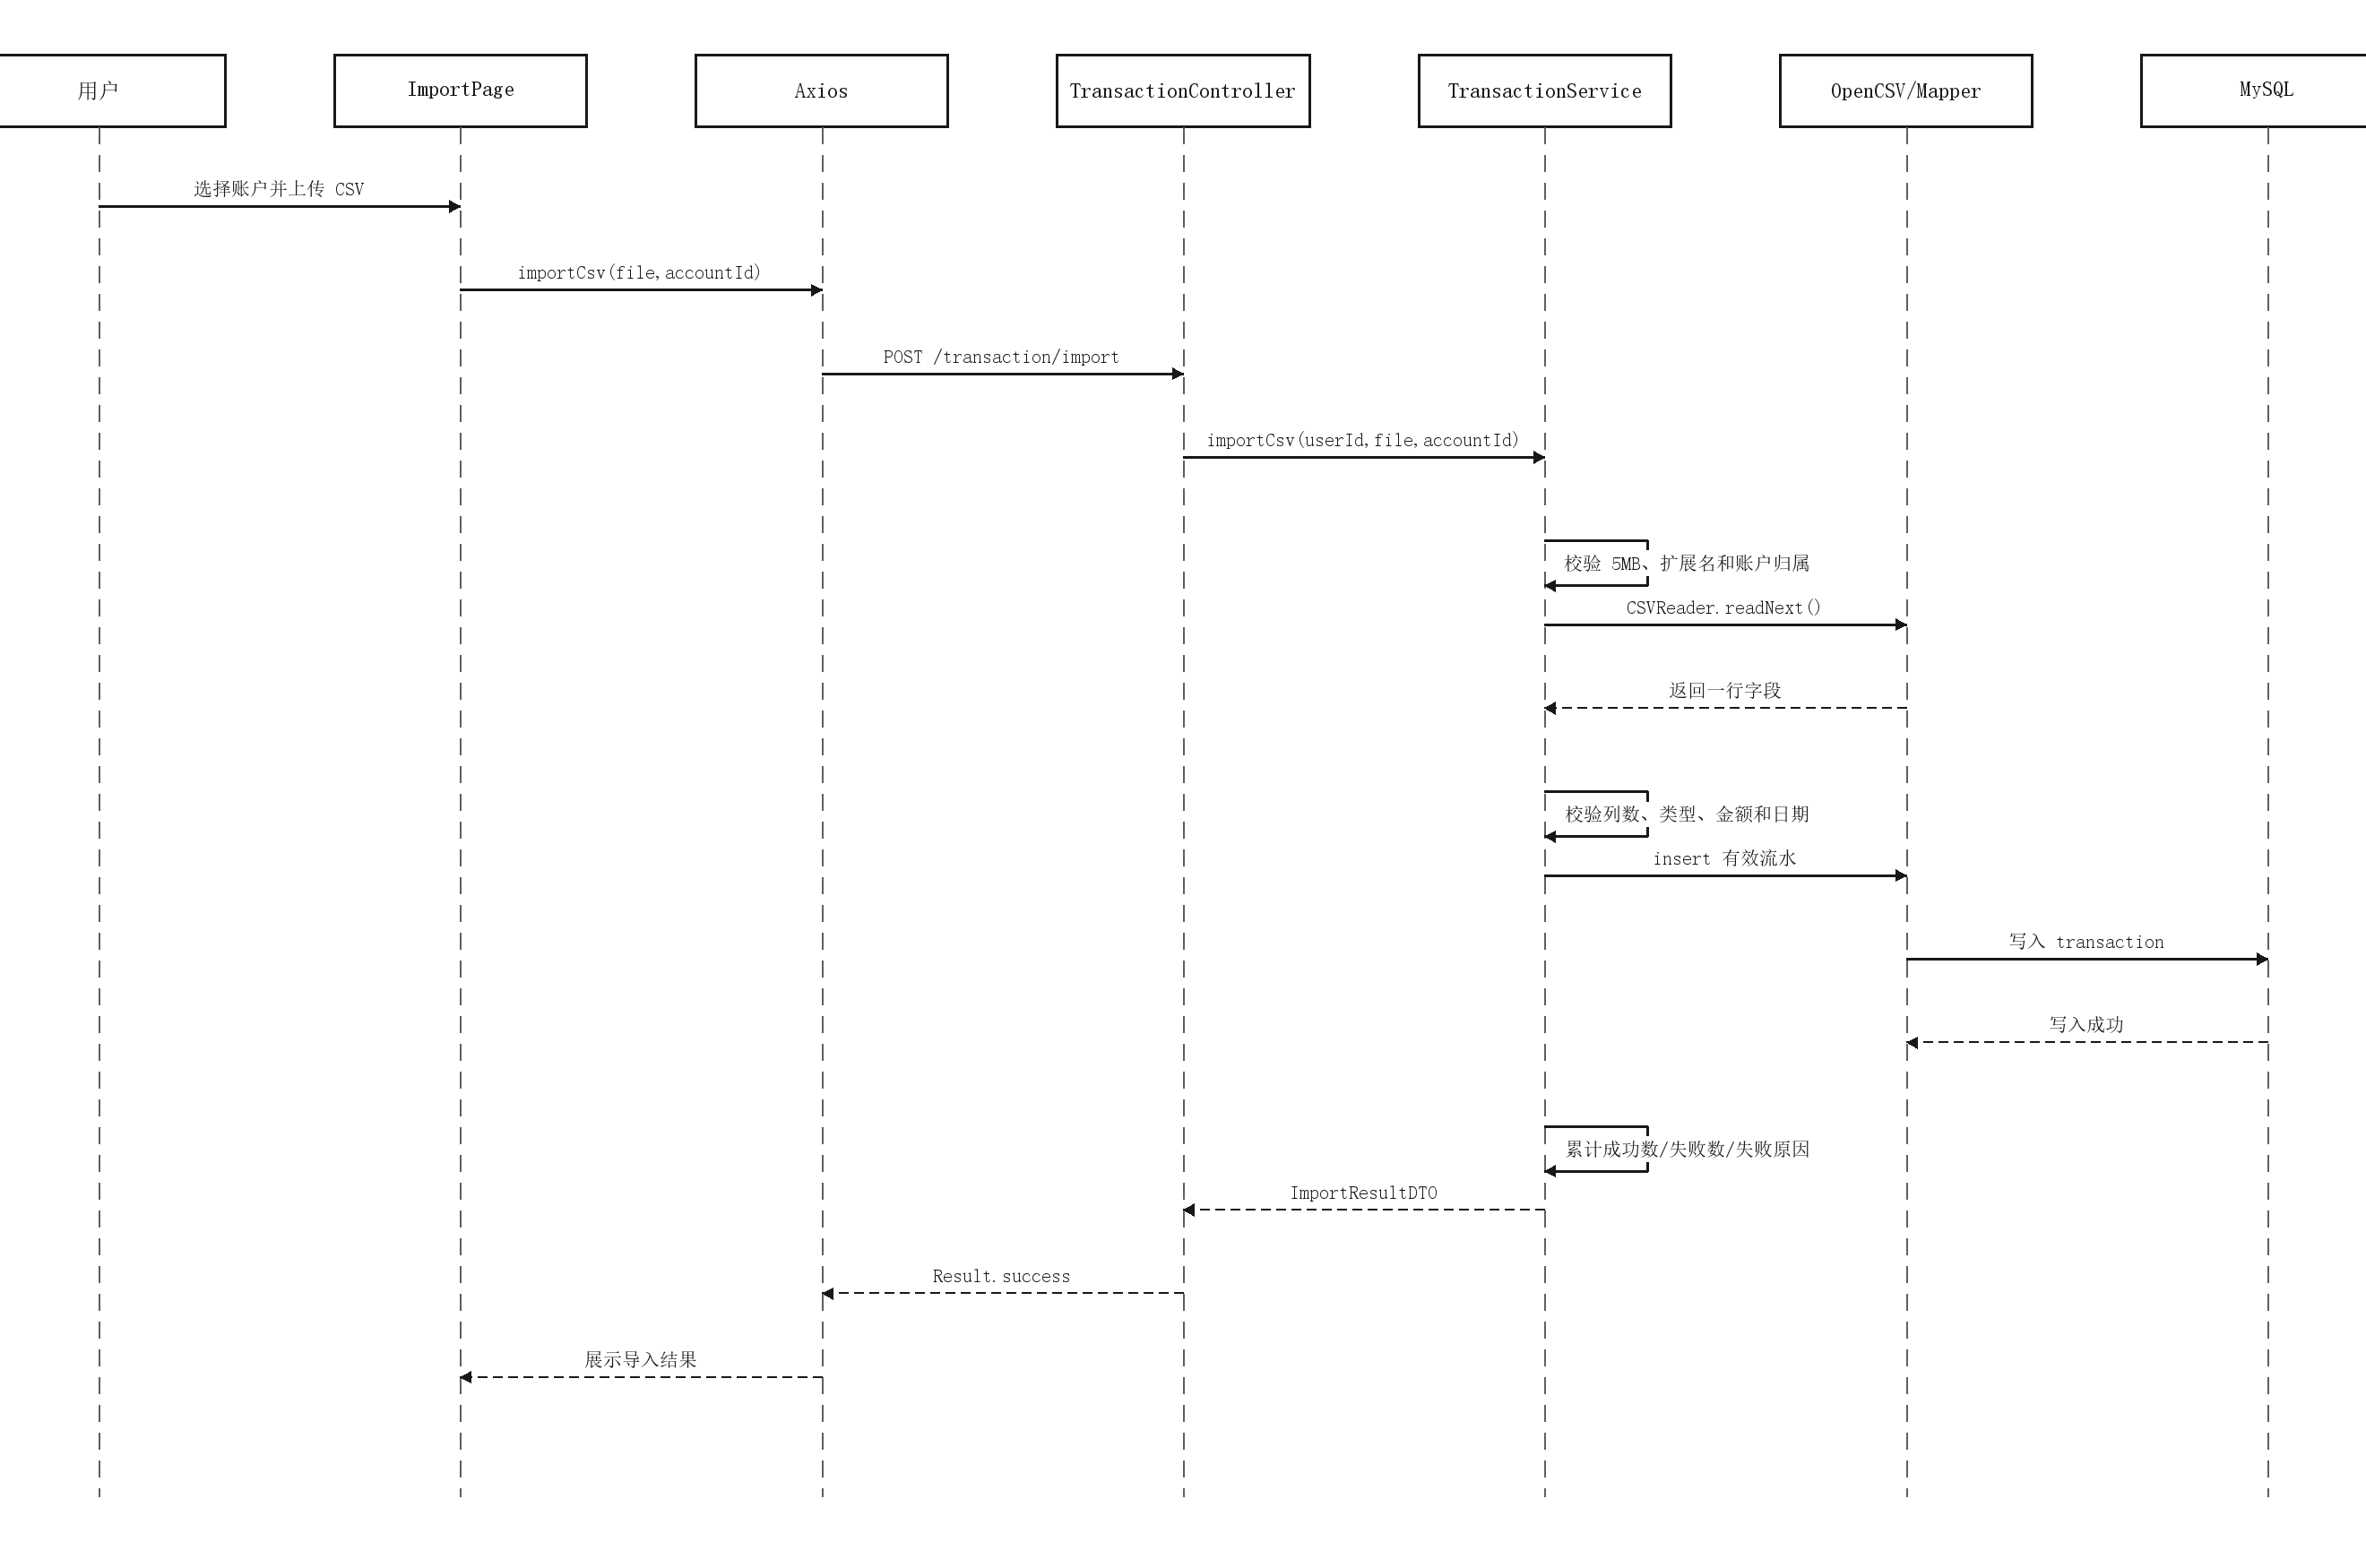 用户
ImportPage
Axios
TransactionController
TransactionService
OpenCSV/Mapper
MySQL
选择账户并上传 CSV
importCsv(file,accountId)
POST /transaction/import
importCsv(userId,file,accountId)
校验 5MB、扩展名和账户归属
CSVReader.readNext()
返回一行字段
校验列数、类型、金额和日期
insert 有效流水
写入 transaction
写入成功
累计成功数/失败数/失败原因
ImportResultDTO
Result.success
展示导入结果